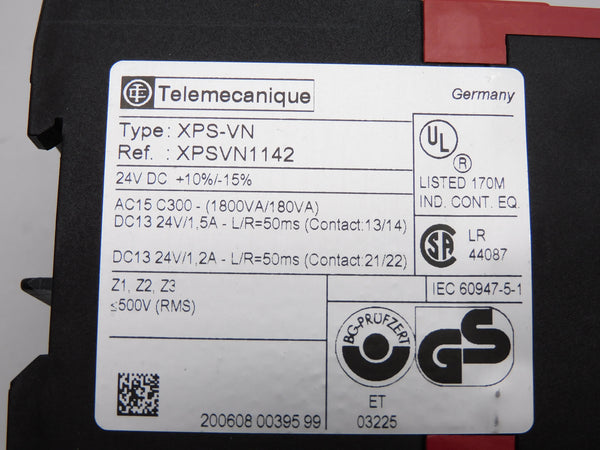 Telemecanique
Germany
Type: XPS-VN
Ref. : XPSVN1142
24V DC +10%/-15%
AC15 C300 - (1800VA/180VA)
DC13 24V/1,5A - L/R=50ms (Contact:13/14)
DC13 24V/1,2A - L/R=50ms (Contact:21/22)
Z1, Z2, Z3
≤500V (RMS)
UL
®
LISTED 170M
IND. CONT. EQ.
SA
LR
44087
IEC 60947-5-1
BG-PRÜFZERT
ET
03225
GS
200608 00395 99